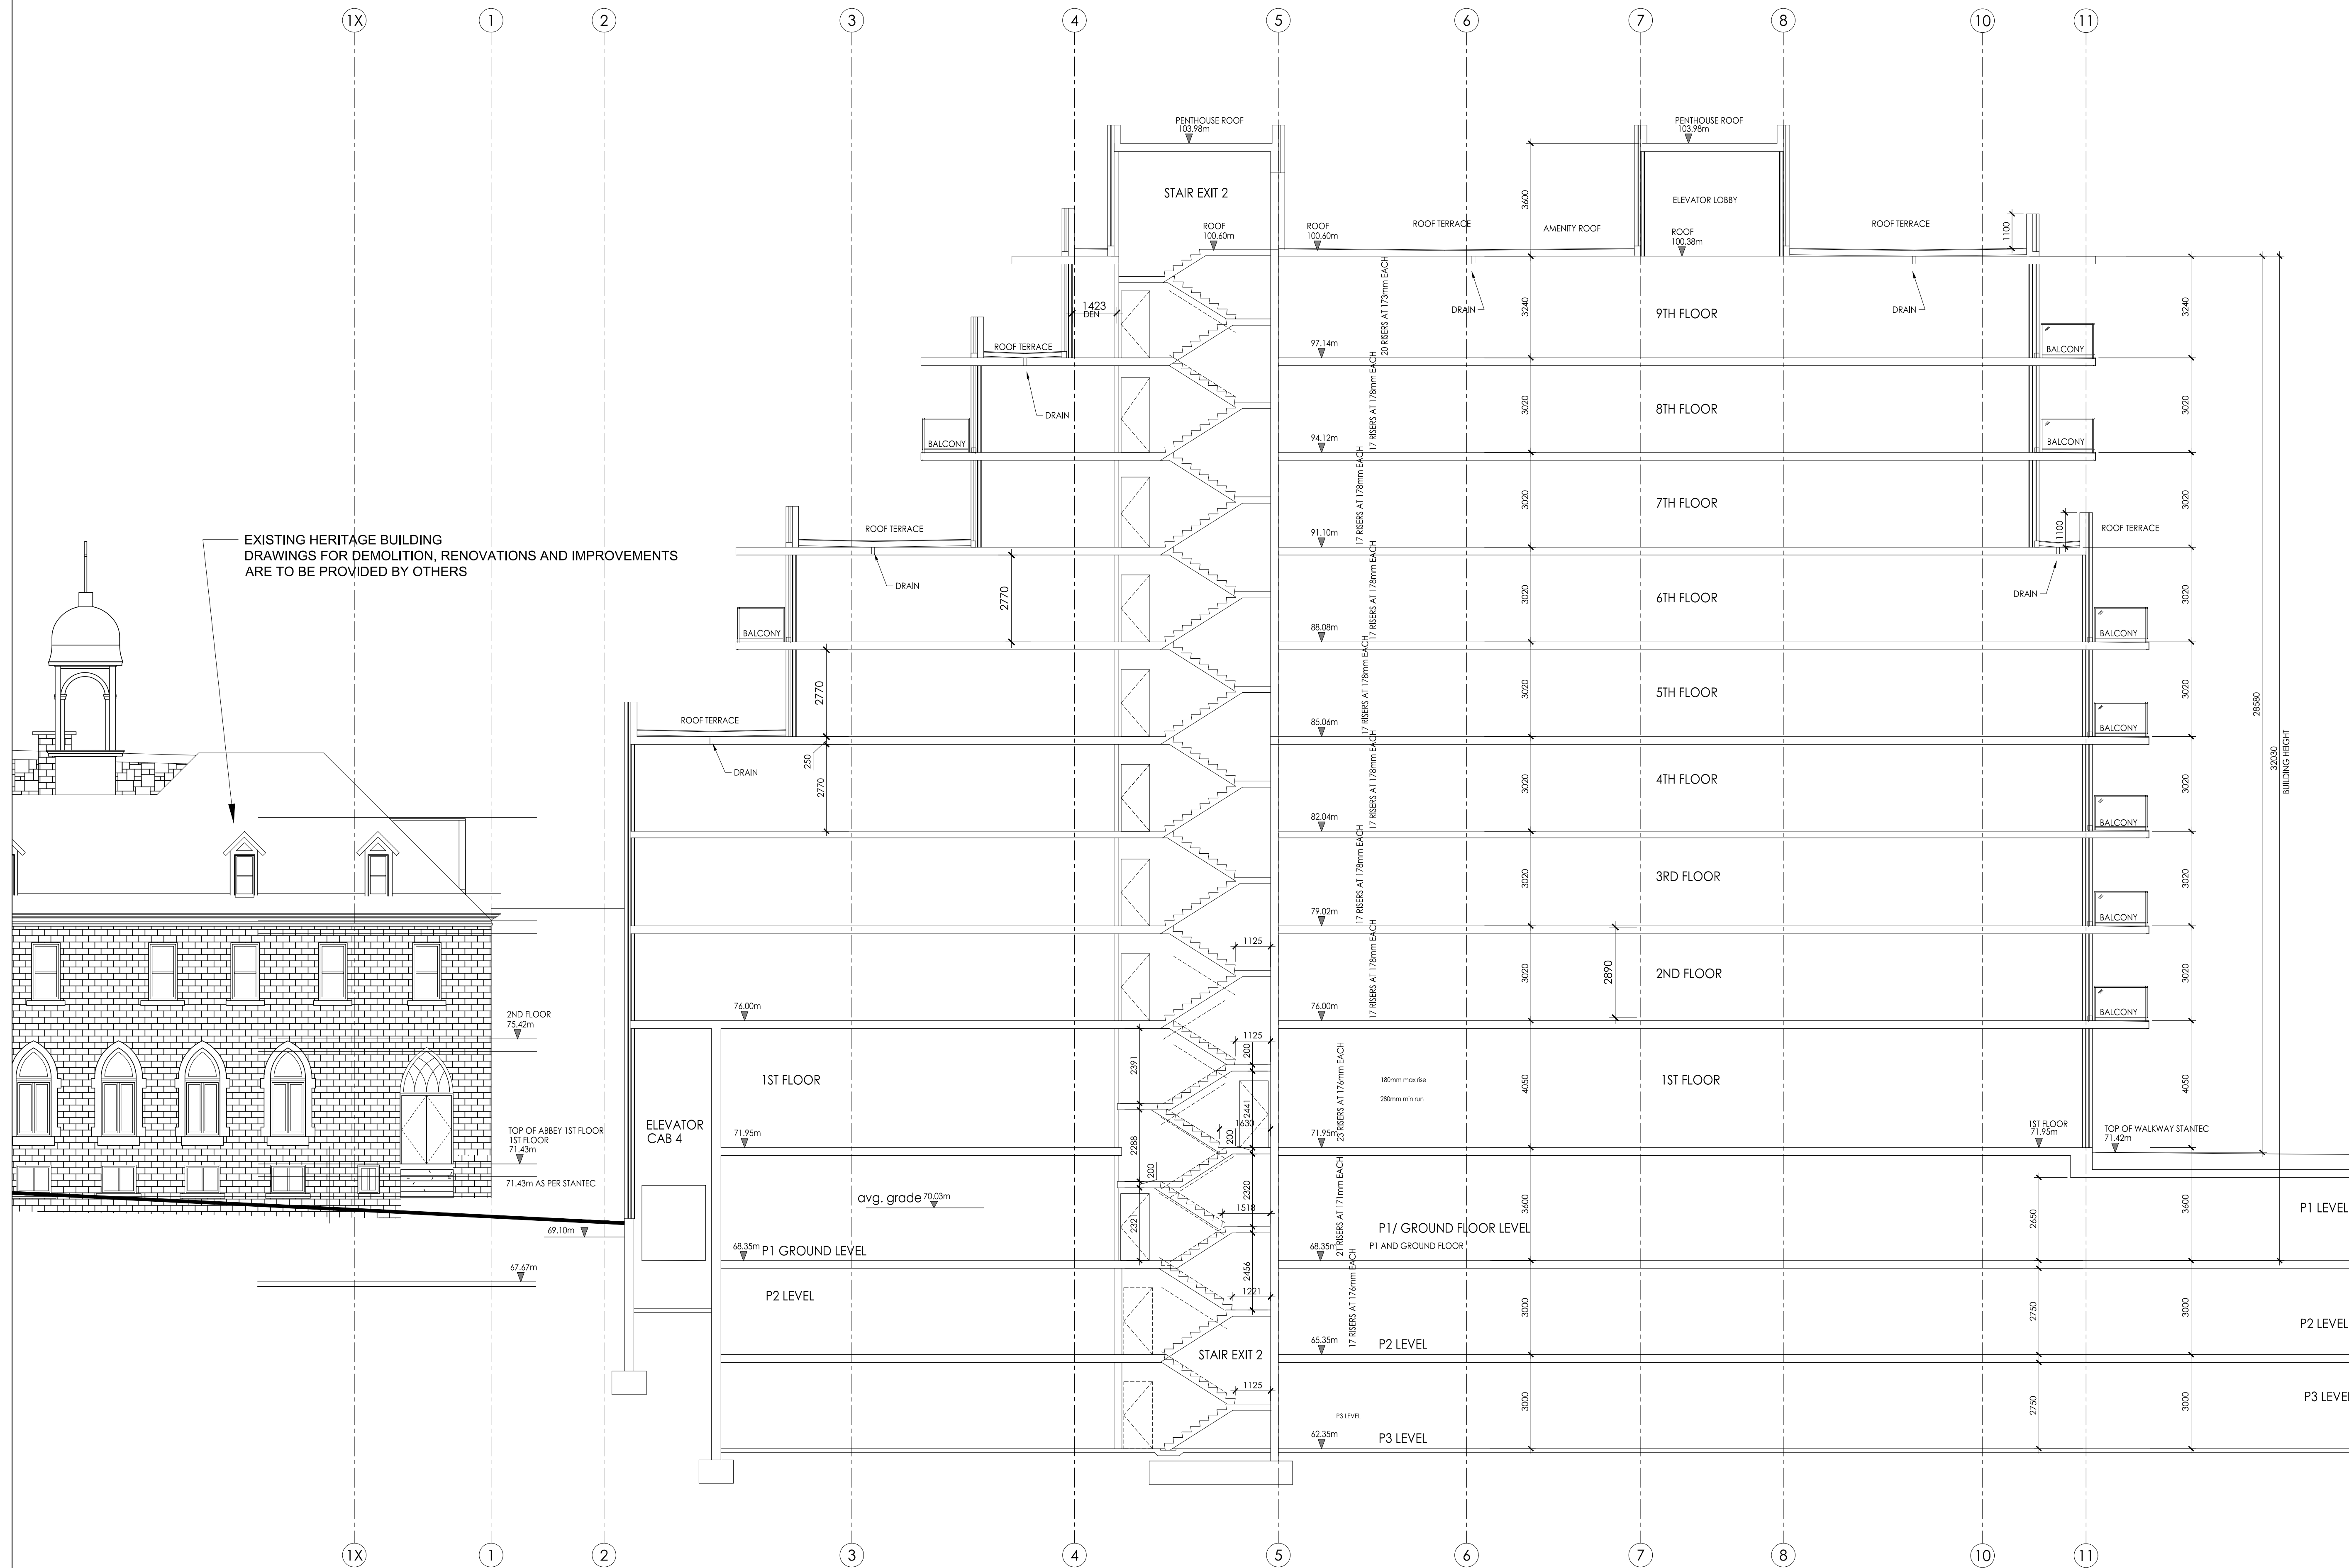 1X
1
2
3
4
5
6
7
8
10
11
PENTHOUSE ROOF
103.98m
PENTHOUSE ROOF
103.98m
STAIR EXIT 2
3600
ELEVATOR LOBBY
ROOF
100.60m
ROOF
100.60m
ROOF TERRACE
AMENITY ROOF
ROOF
100.38m
ROOF TERRACE
1100
1423
DEN
DRAIN
DRAIN
20 RISERS AT 173mm EACH
3240
9TH FLOOR
3240
ROOF TERRACE
97.14m
BALCONY
DRAIN
17 RISERS AT 178mm EACH
3020
8TH FLOOR
3020
BALCONY
94.12m
BALCONY
17 RISERS AT 178mm EACH
3020
7TH FLOOR
3020
ROOF TERRACE
91.10m
1100
ROOF TERRACE
EXISTING HERITAGE BUILDING
DRAWINGS FOR DEMOLITION, RENOVATIONS AND IMPROVEMENTS
ARE TO BE PROVIDED BY OTHERS
DRAIN
2770
17 RISERS AT 178mm EACH
3020
6TH FLOOR
DRAIN
3020
BALCONY
88.08m
BALCONY
2770
17 RISERS AT 178mm EACH
3020
5TH FLOOR
3020
28580
ROOF TERRACE
85.06m
BALCONY
250
DRAIN
2770
17 RISERS AT 178mm EACH
3020
4TH FLOOR
3020
32030
BUILDING HEIGHT
82.04m
BALCONY
17 RISERS AT 178mm EACH
3020
3RD FLOOR
3020
79.02m
BALCONY
1125
17 RISERS AT 178mm EACH
3020
2890
2ND FLOOR
3020
76.00m
76.00m
BALCONY
2ND FLOOR
75.42m
1125
200
2391
1ST FLOOR
23 RISERS AT 176mm EACH
180mm max rise
280mm min run
4050
1ST FLOOR
4050
2441
1630
200
ELEVATOR
CAB 4
TOP OF ABBEY 1ST FLOOR
1ST FLOOR
71.43m
71.95m
2288
71.95m
1ST FLOOR
71.95m
TOP OF WALKWAY STANTEC
71.42m
71.43m AS PER STANTEC
200
2320
21 RISERS AT 171mm EACH
avg. grade 70.03m
1518
2321
3600
2650
3600
P1 LEVEL
69.10m
P1/ GROUND FLOOR LEVEL
P1 AND GROUND FLOOR
68.35m
P1 GROUND LEVEL
68.35m
67.67m
2456
1221
P2 LEVEL
17 RISERS AT 176mm EACH
3000
2750
3000
P2 LEVEL
65.35m
P2 LEVEL
STAIR EXIT 2
1125
3000
2750
3000
P3 LEVEL
P3 LEVEL
62.35m
P3 LEVEL
1X
1
2
3
4
5
6
7
8
10
11